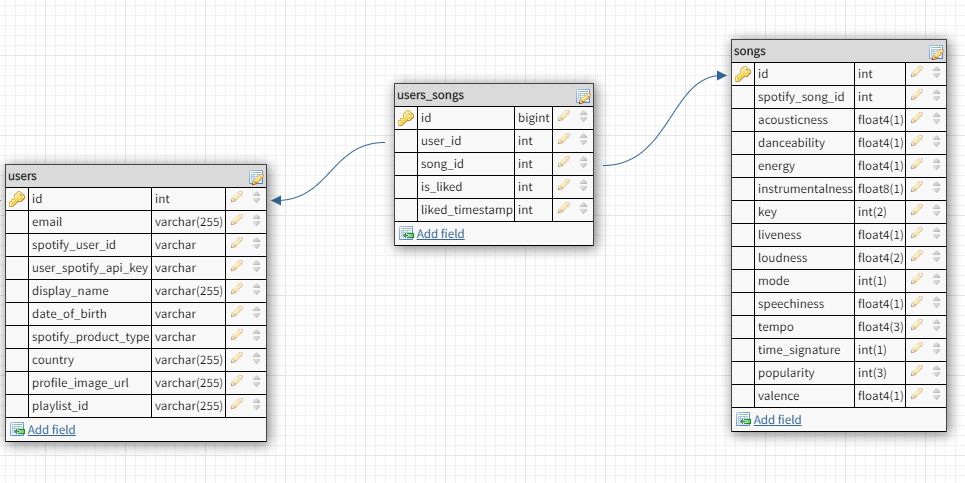 users
id int
email varchar(255)
spotify_user_id varchar
user_spotify_api_key varchar
display_name varchar(255)
date_of_birth varchar
spotify_product_type varchar
country varchar(255)
profile_image_url varchar(255)
playlist_id varchar(255)
Add field
users_songs
id bigint
user_id int
song_id int
is_liked int
liked_timestamp int
Add field
songs
id int
spotify_song_id int
acousticness float4(1)
danceability float4(1)
energy float4(1)
instrumentalness float8(1)
key int(2)
liveness float4(1)
loudness float4(2)
mode int(1)
speechiness float4(1)
tempo float4(3)
time_signature int(1)
popularity int(3)
valence float4(1)
Add field